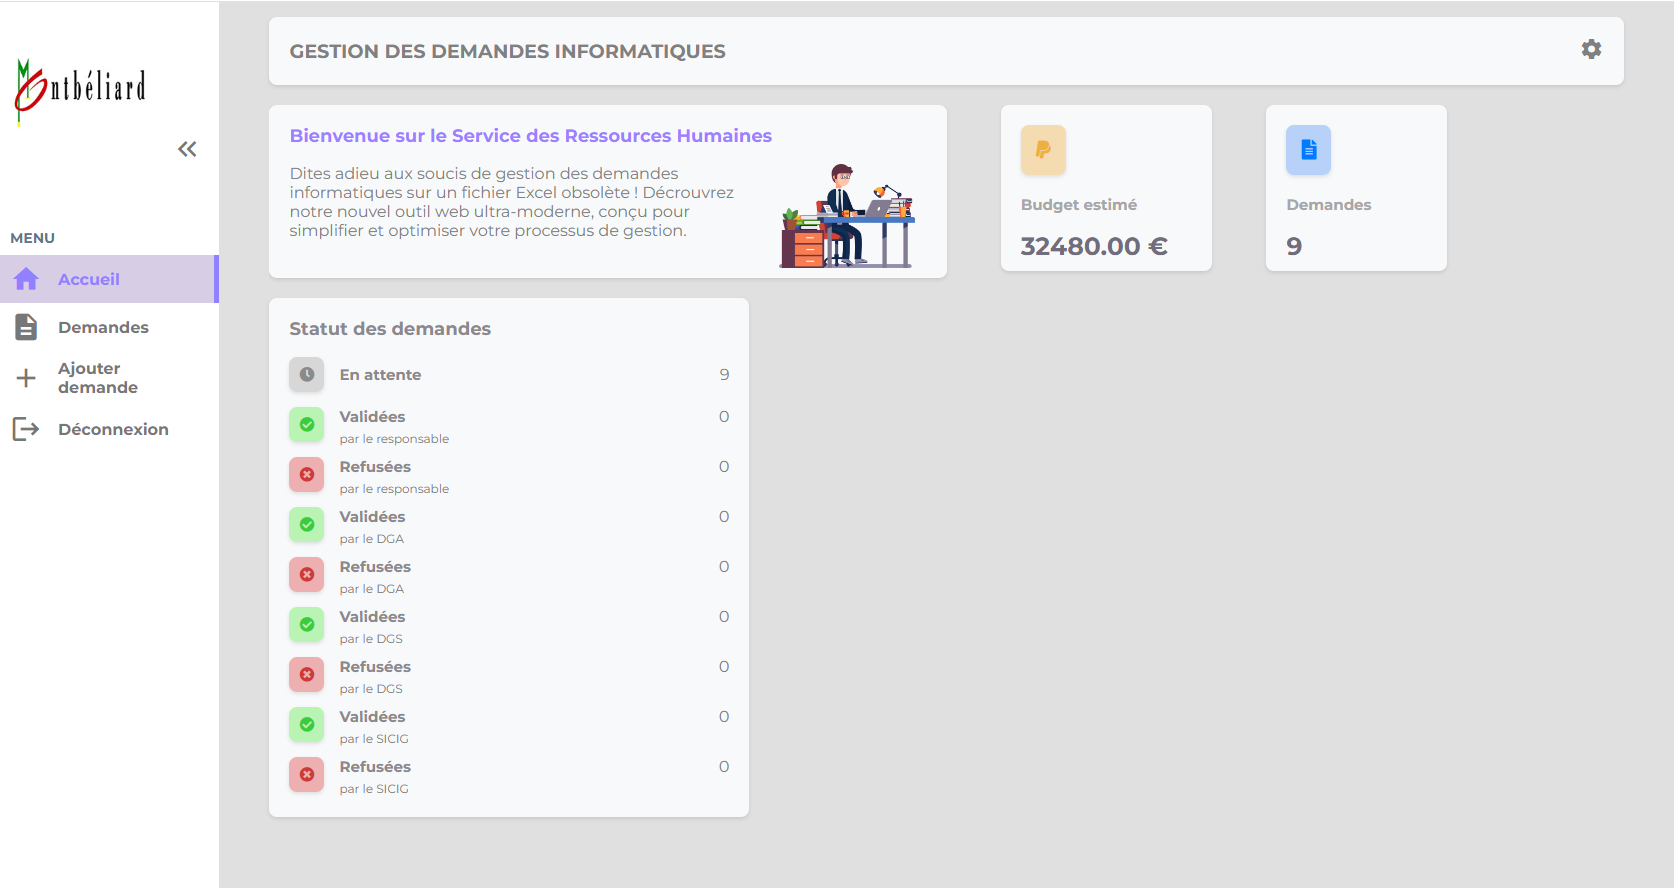 Montbéliard
MENU
Accueil
Demandes
Ajouter
demande
Déconnexion
GESTION DES DEMANDES INFORMATIQUES
Bienvenue sur le Service des Ressources Humaines
Dites adieu aux soucis de gestion des demandes
informatiques sur un fichier Excel obsolète ! Décrouvrez
notre nouvel outil web ultra-moderne, conçu pour
simplifier et optimiser votre processus de gestion.
Budget estimé
32480.00 €
Demandes
9
Statut des demandes
En attente 9
Validées 0
par le responsable
Refusées 0
par le responsable
Validées 0
par le DGA
Refusées 0
par le DGA
Validées 0
par le DGS
Refusées 0
par le DGS
Validées 0
par le SICIG
Refusées 0
par le SICIG